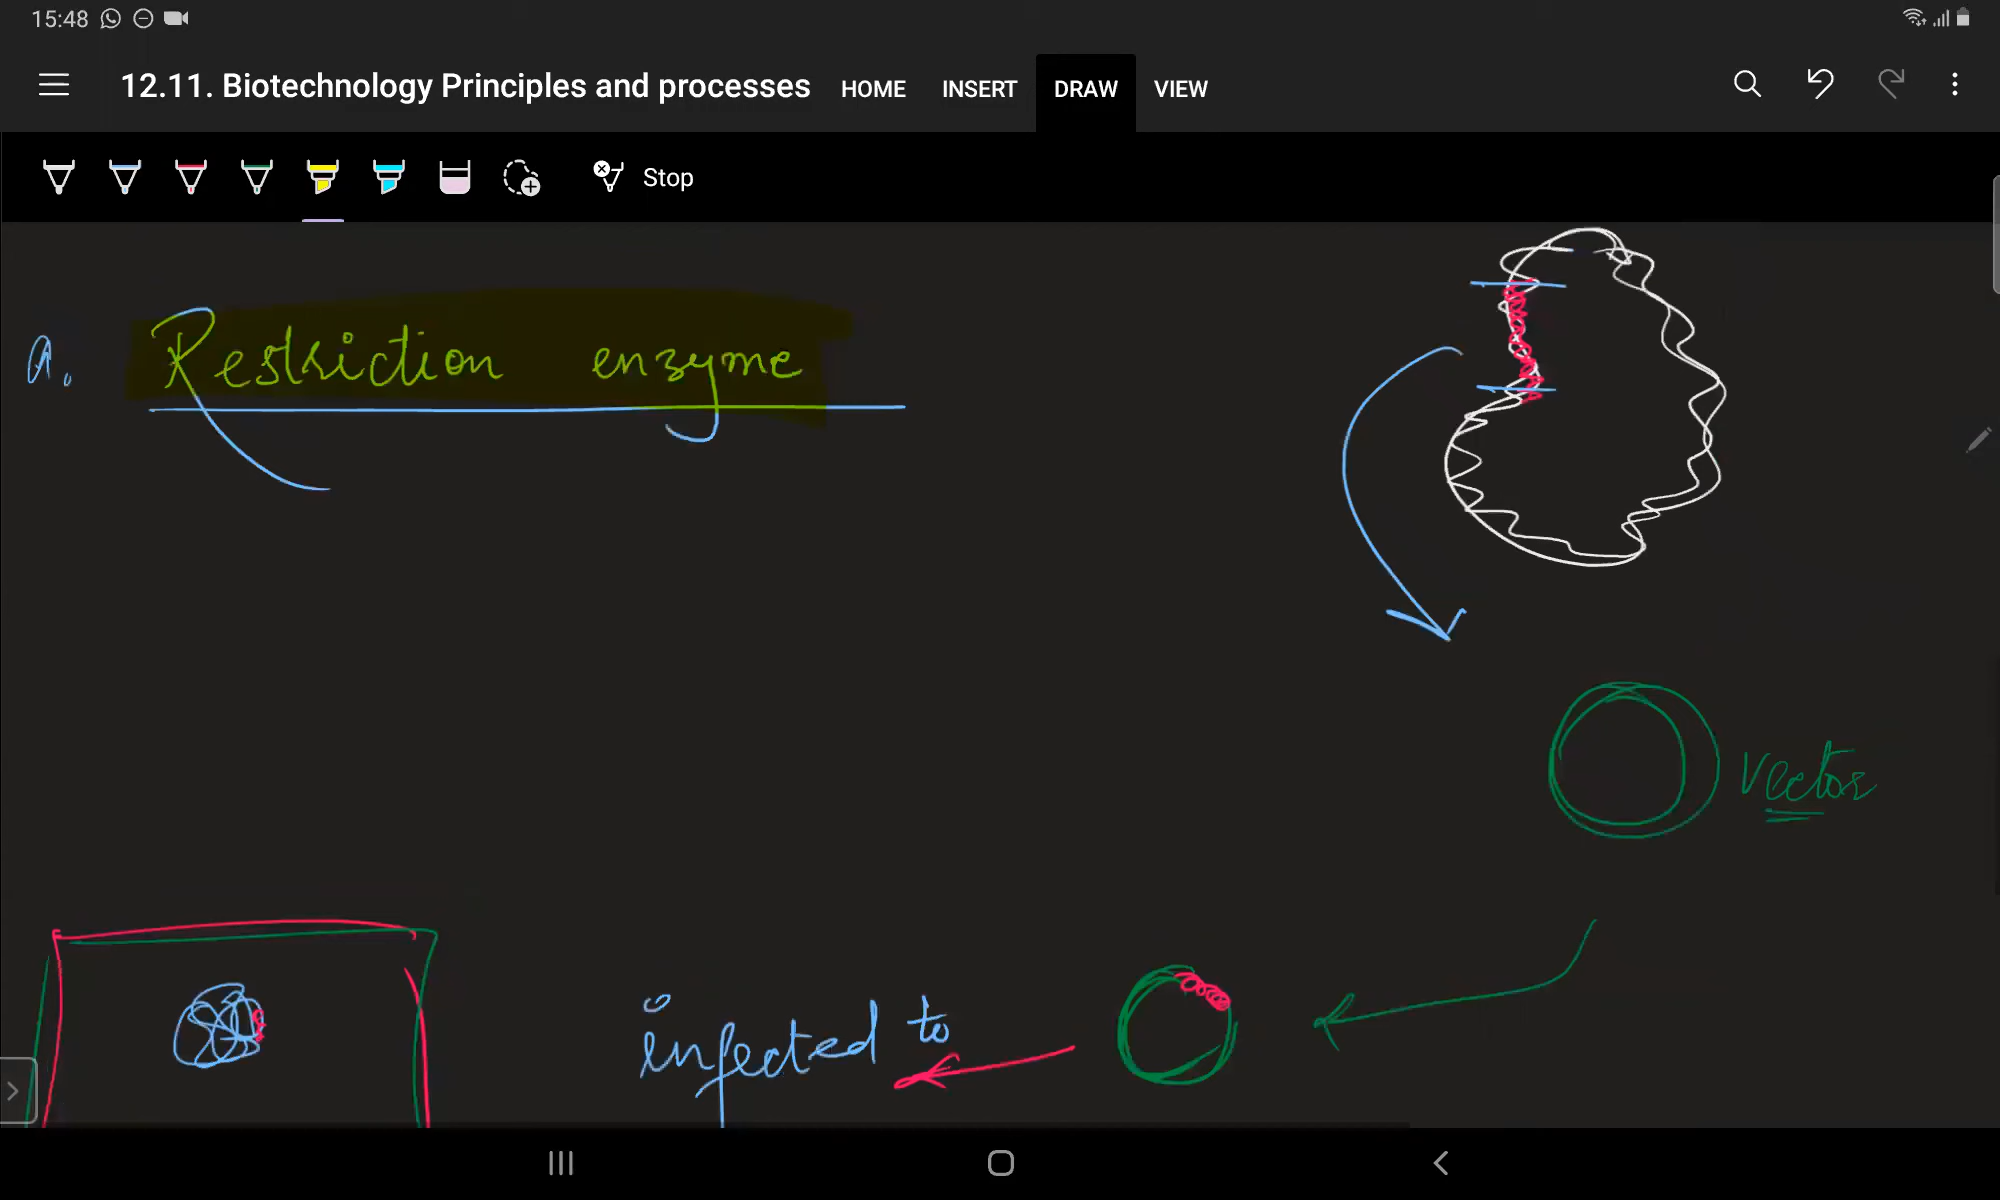 15:48
12.11. Biotechnology Principles and processes HOME INSERT DRAW VIEW
Stop
A. Restriction enzyme
Vector
infected to